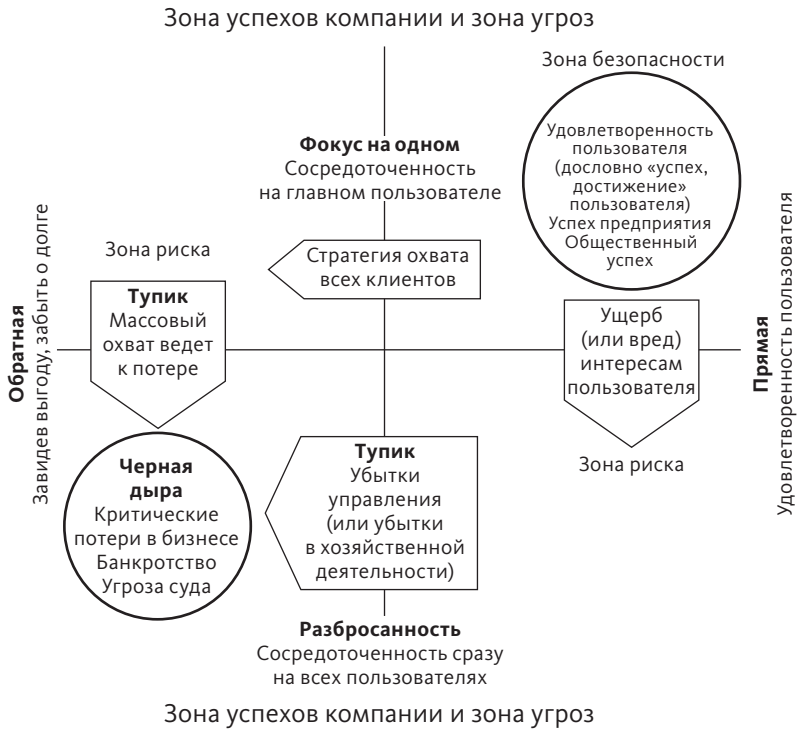 Зона успехов компании и зона угроз
Зона безопасности
Удовлетворенность
пользователя
(дословно «успех,
достижение»
пользователя)
Успех предприятия
Общественный
успех
Фокус на одном
Сосредоточенность
на главном пользователе
Зона риска
Стратегия охвата
всех клиентов
Обратная
Завидев выгоду, забыть о долге
Тупик
Массовый
охват ведет
к потере
Ущерб
(или вред)
интересам
пользователя
Прямая
Удовлетворенность пользователя
Зона риска
Черная
дыра
Критические
потери в бизнесе
Банкротство
Угроза суда
Тупик
Убытки
управления
(или убытки
в хозяйственной
деятельности)
Разбросанность
Сосредоточенность сразу
на всех пользователях
Зона успехов компании и зона угроз